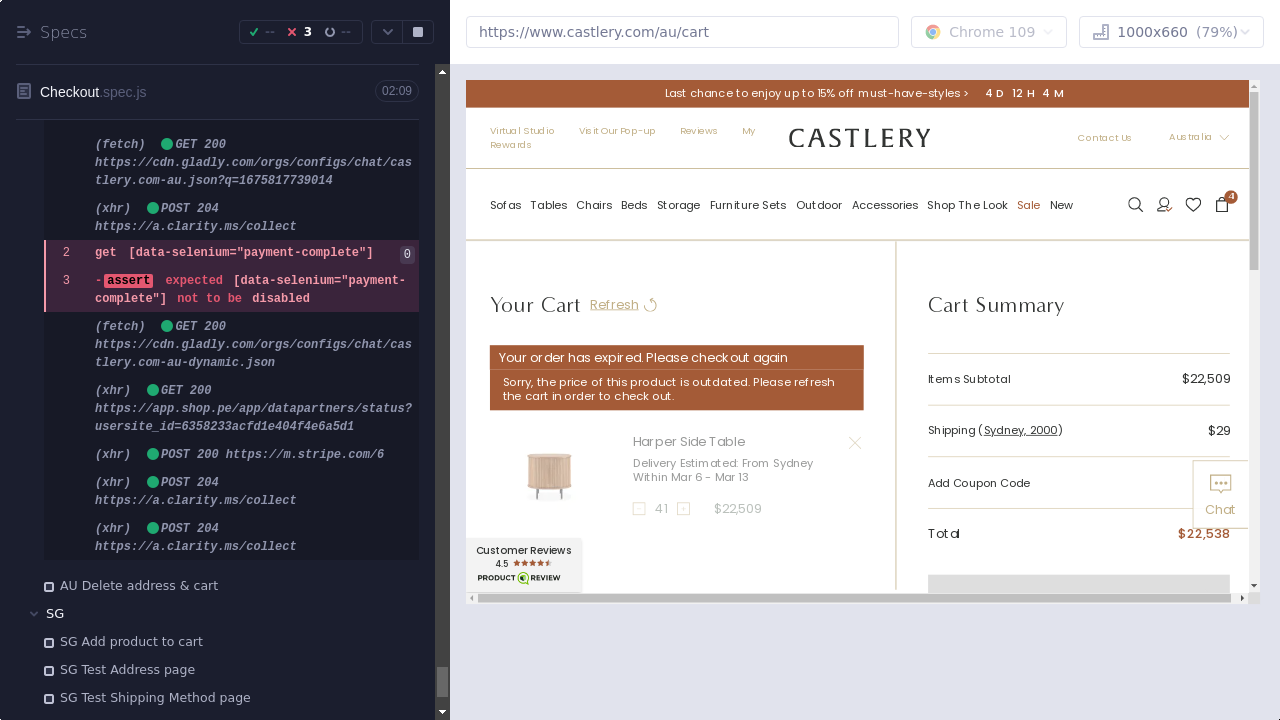 Specs
--
3
--
https://www.castlery.com/au/cart
Chrome 109
1000x660 (79%)
Checkout.spec.js
02:09
(fetch) GET 200
https://cdn.gladly.com/orgs/configs/chat/cas
tlery.com-au.json?q=1675817739014
(xhr) POST 204
https://a.clarity.ms/collect
2 get [data-selenium="payment-complete"] 0
3 -assert expected [data-selenium="payment-
complete"] not to be disabled
(fetch) GET 200
https://cdn.gladly.com/orgs/configs/chat/cas
tlery.com-au-dynamic.json
(xhr) GET 200
https://app.shop.pe/app/datapartners/status?
usersite_id=6358233acfd1e404f4e6a5d1
(xhr) POST 200 https://m.stripe.com/6
(xhr) POST 204
https://a.clarity.ms/collect
(xhr) POST 204
https://a.clarity.ms/collect
AU Delete address & cart
SG
SG Add product to cart
SG Test Address page
SG Test Shipping Method page
Last chance to enjoy up to 15% off must-have-styles > 4 D 12 H 4 M
Virtual Studio Visit Our Pop-up Reviews My
Rewards
CASTLERY
Contact Us Australia
Sofas Tables Chairs Beds Storage Furniture Sets Outdoor Accessories Shop The Look Sale New
4
Your Cart Refresh
Your order has expired. Please checkout again
Sorry, the price of this product is outdated. Please refresh
the cart in order to check out.
Harper Side Table
Delivery Estimated: From Sydney
Within Mar 6 - Mar 13
- 41 + $22,509
Customer Reviews
4.5
PRODUCT REVIEW
Cart Summary
Items Subtotal $22,509
Shipping (Sydney, 2000) $29
Add Coupon Code
Chat
Total $22,538